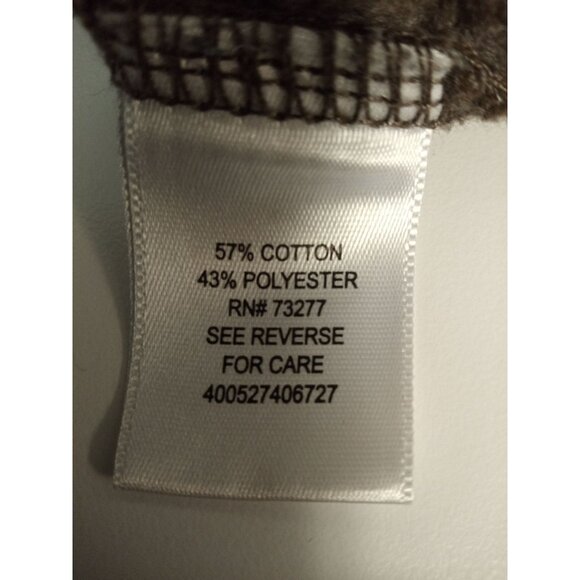 57% COTTON
43% POLYESTER
RN# 73277
SEE REVERSE
FOR CARE
400527406727